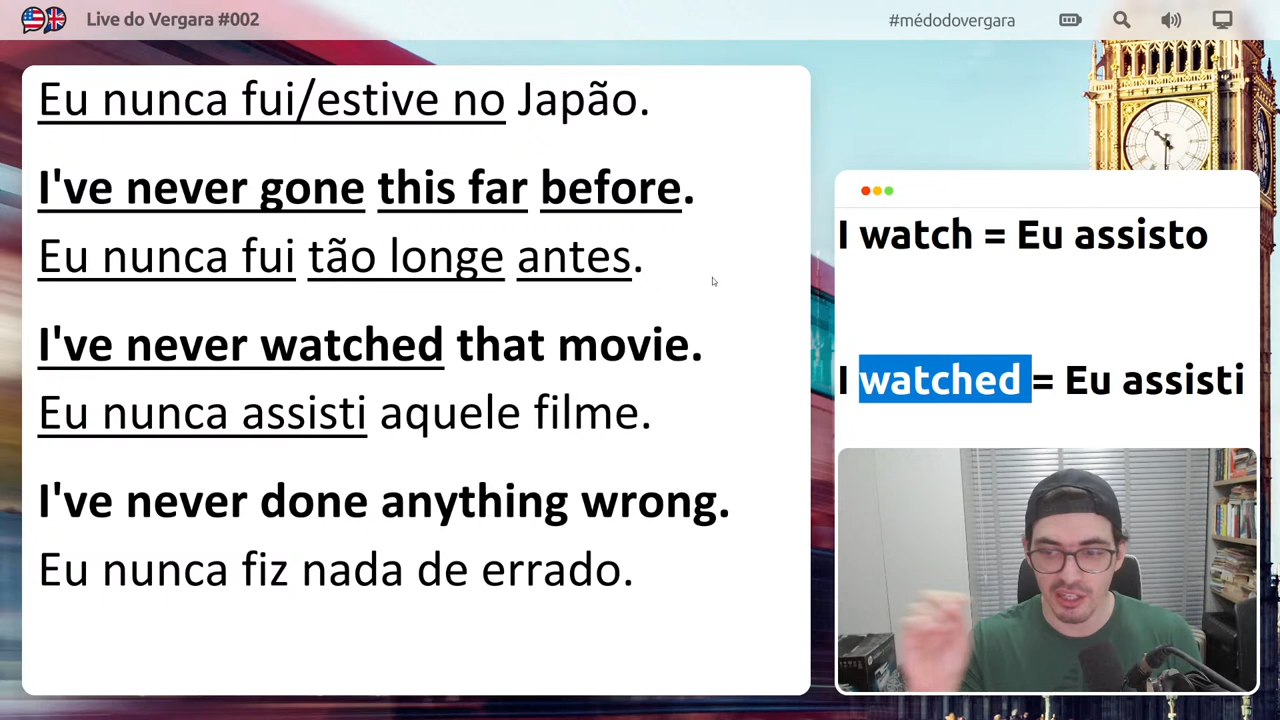 Live do Vergara #002
#médodovergara
Eu nunca fui/estive no Japão.
I've never gone this far before.
Eu nunca fui tão longe antes.
I've never watched that movie.
Eu nunca assisti aquele filme.
I've never done anything wrong.
Eu nunca fiz nada de errado.
I watch = Eu assisto
I watched = Eu assisti